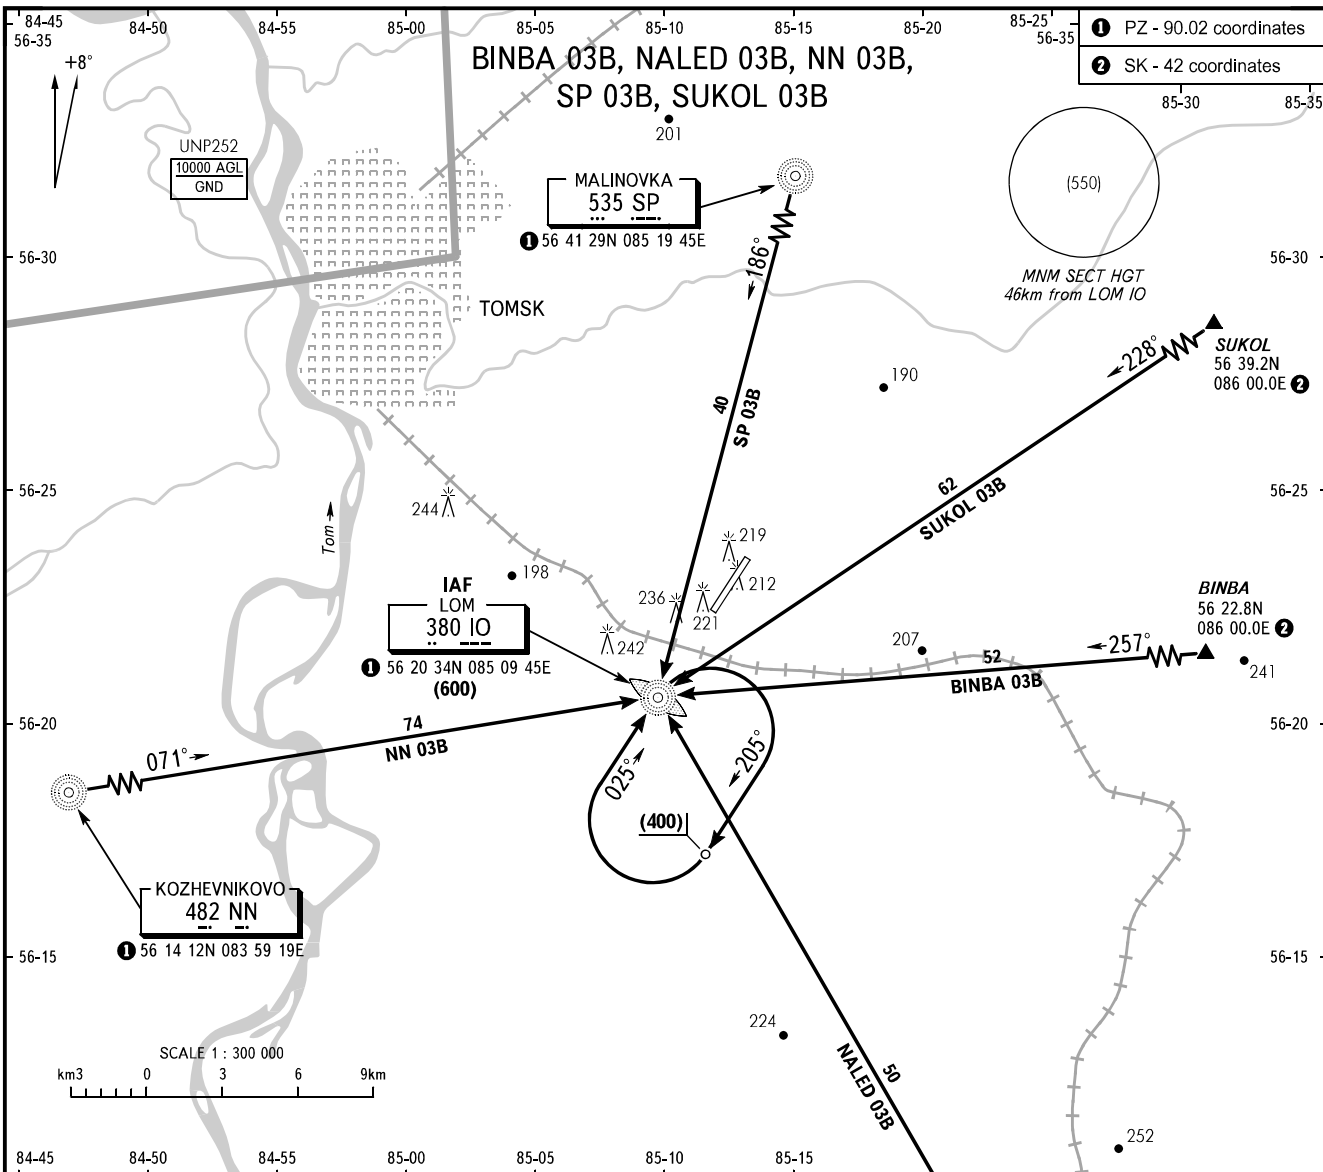 84-45 84-50 84-55 85-00 85-05 85-10 85-15 85-20 85-25
56-35 56-35
1 PZ - 90.02 coordinates
2 SK - 42 coordinates
85-30 85-35
+8°
BINBA 03B, NALED 03B, NN 03B,
SP 03B, SUKOL 03B
201
UNP252
10000 AGL
GND
MALINOVKA
535 SP
1 56 41 29N 085 19 45E
(550)
MNM SECT HGT
46km from LOM IO
56-30 56-30
186°
TOMSK
40
SP 03B
228°
SUKOL
56 39.2N
086 00.0E 2
190
62
SUKOL 03B
56-25 56-25
244
Tom
198
219
212
236
221
242
IAF
LOM
380 IO
1 56 20 34N 085 09 45E
(600)
BINBA
56 22.8N
086 00.0E 2
207
257°
241
52
BINBA 03B
56-20 56-20
74
NN 03B
071°
025°
205°
(400)
KOZHEVNIKOVO
482 NN
1 56 14 12N 083 59 19E
56-15 56-15
224
50
NALED 03B
SCALE 1 : 300 000
km3 0 3 6 9km
252
84-45 84-50 84-55 85-00 85-05 85-10 85-15